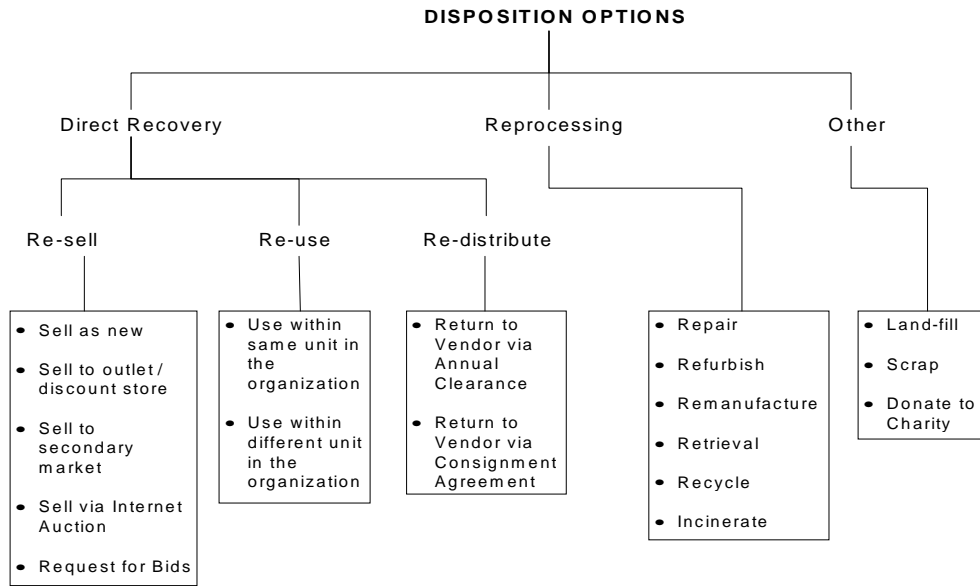 DISPOSITION OPTIONS
Direct Recovery
Reprocessing
Other
Re-sell
Re-use
Re-distribute
• Sell as new
• Sell to outlet /
discount store
• Sell to
secondary
market
• Sell via Internet
Auction
• Request for Bids
• Use within
same unit in
the
organization
• Use within
different unit
in the
organization
• Return to
Vendor via
Annual
Clearance
• Return to
Vendor via
Consignment
Agreement
• Repair
• Refurbish
• Remanufacture
• Retrieval
• Recycle
• Incinerate
• Land-fill
• Scrap
• Donate to
Charity